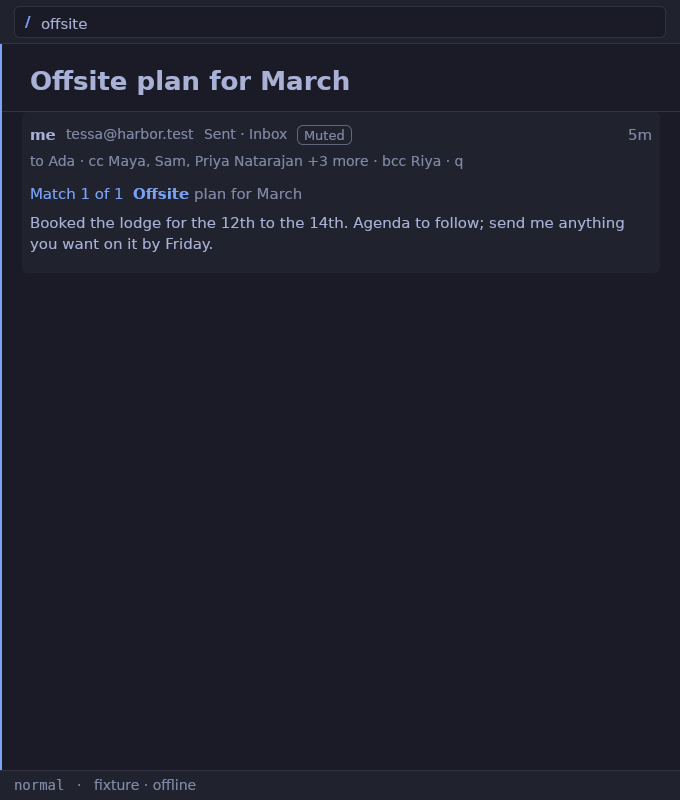 / offsite
Offsite plan for March
me tessa@harbor.test Sent · Inbox Muted 5m
to Ada · cc Maya, Sam, Priya Natarajan +3 more · bcc Riya · q
Match 1 of 1 Offsite plan for March
Booked the lodge for the 12th to the 14th. Agenda to follow; send me anything
you want on it by Friday.
normal · fixture · offline